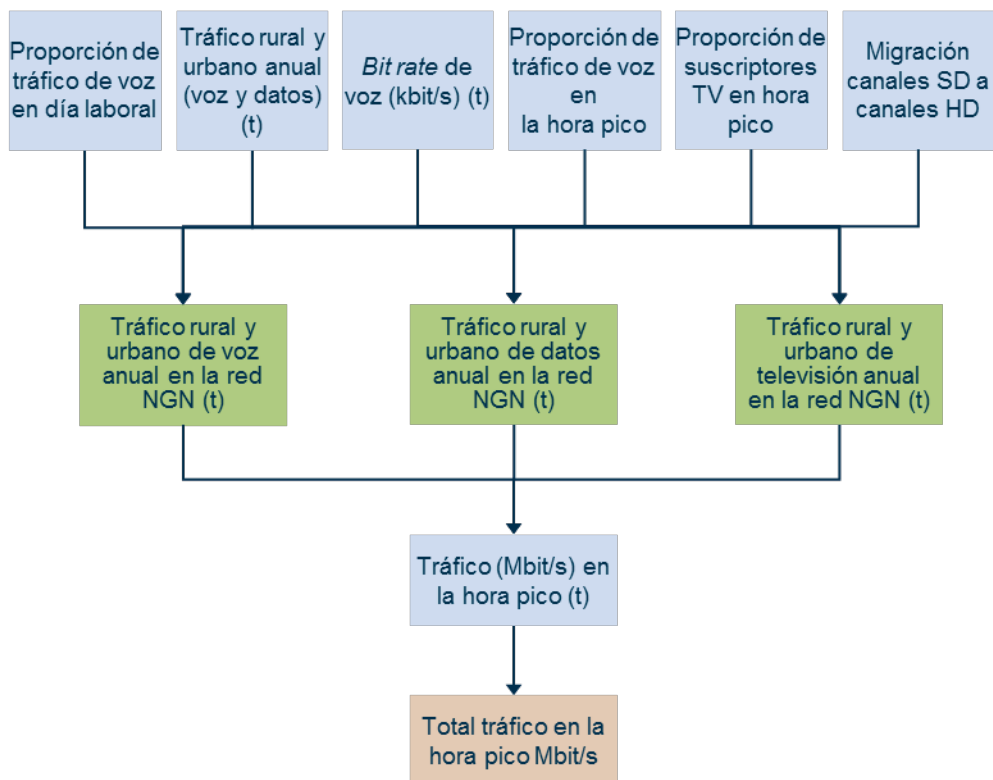 Proporción de
tráfico de voz
en día laboral
Tráfico rural y
urbano anual
(voz y datos)
(t)
Bit rate de
voz (kbit/s) (t)
Proporción de
tráfico de voz
en
la hora pico
Proporción de
suscriptores
TV en hora
pico
Migración
canales SD a
canales HD
Tráfico rural y
urbano de voz
anual en la red
NGN (t)
Tráfico rural y
urbano de datos
anual en la red
NGN (t)
Tráfico rural y
urbano de
televisión anual
en la red NGN (t)
Tráfico (Mbit/s) en
la hora pico (t)
Total tráfico en la
hora pico Mbit/s